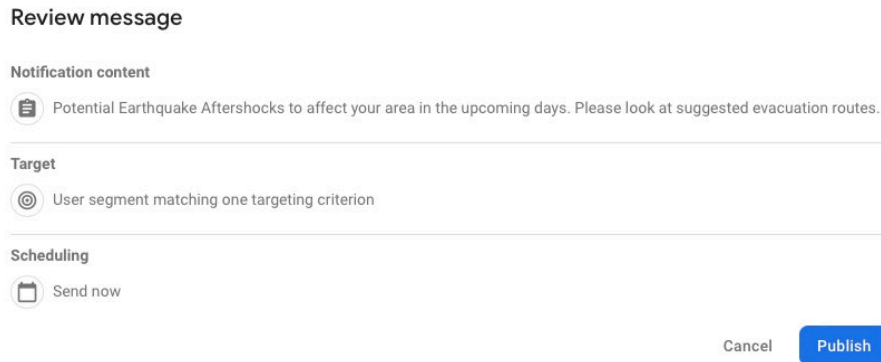 Review message
Notification content
Potential Earthquake Aftershocks to affect your area in the upcoming days. Please look at suggested evacuation routes.
Target
User segment matching one targeting criterion
Scheduling
Send now
Cancel Publish